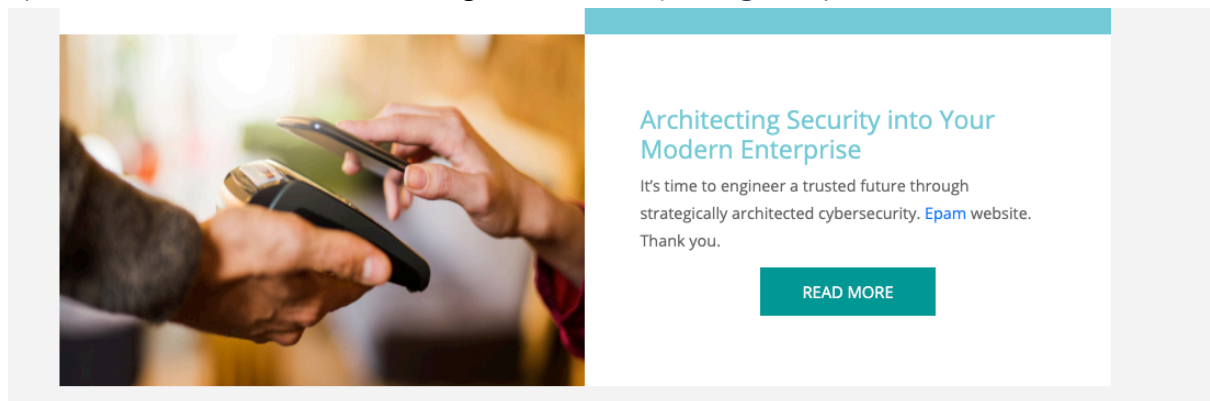 Architecting Security into Your
Modern Enterprise
It's time to engineer a trusted future through
strategically architected cybersecurity. Epam website.
Thank you.
READ MORE